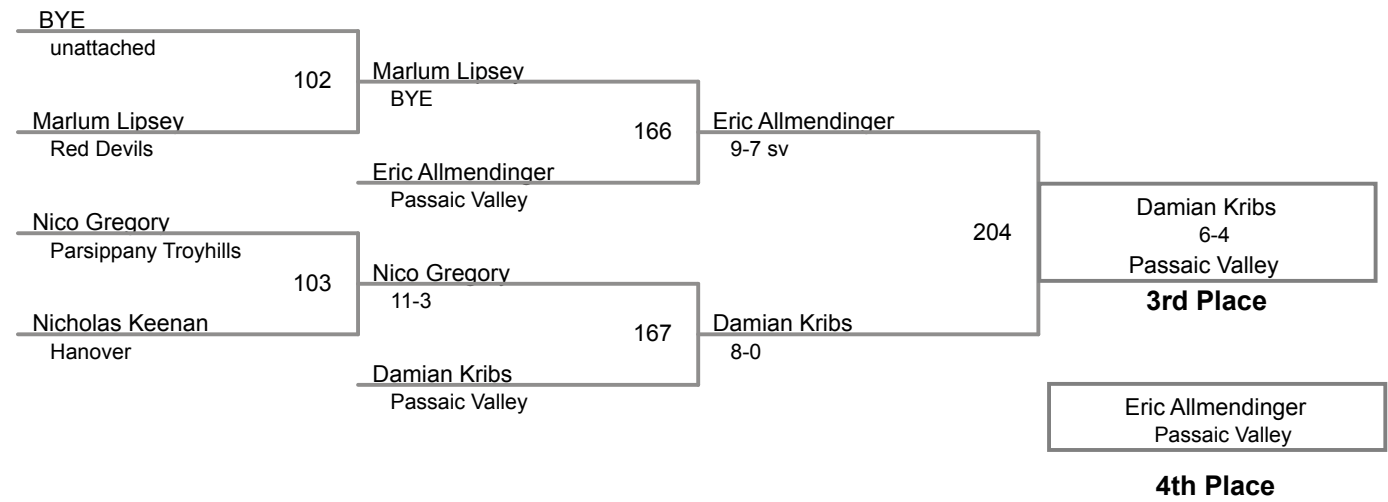 BYE
unattached
102
Marlum Lipsey
Red Devils
Marlum Lipsey
BYE
166
Eric Allmendinger
Passaic Valley
Eric Allmendinger
9-7 sv
Nico Gregory
Parsippany Troyhills
103
Nicholas Keenan
Hanover
Nico Gregory
11-3
167
Damian Kribs
Passaic Valley
Damian Kribs
8-0
204
Damian Kribs
6-4
Passaic Valley
3rd Place
Eric Allmendinger
Passaic Valley
4th Place